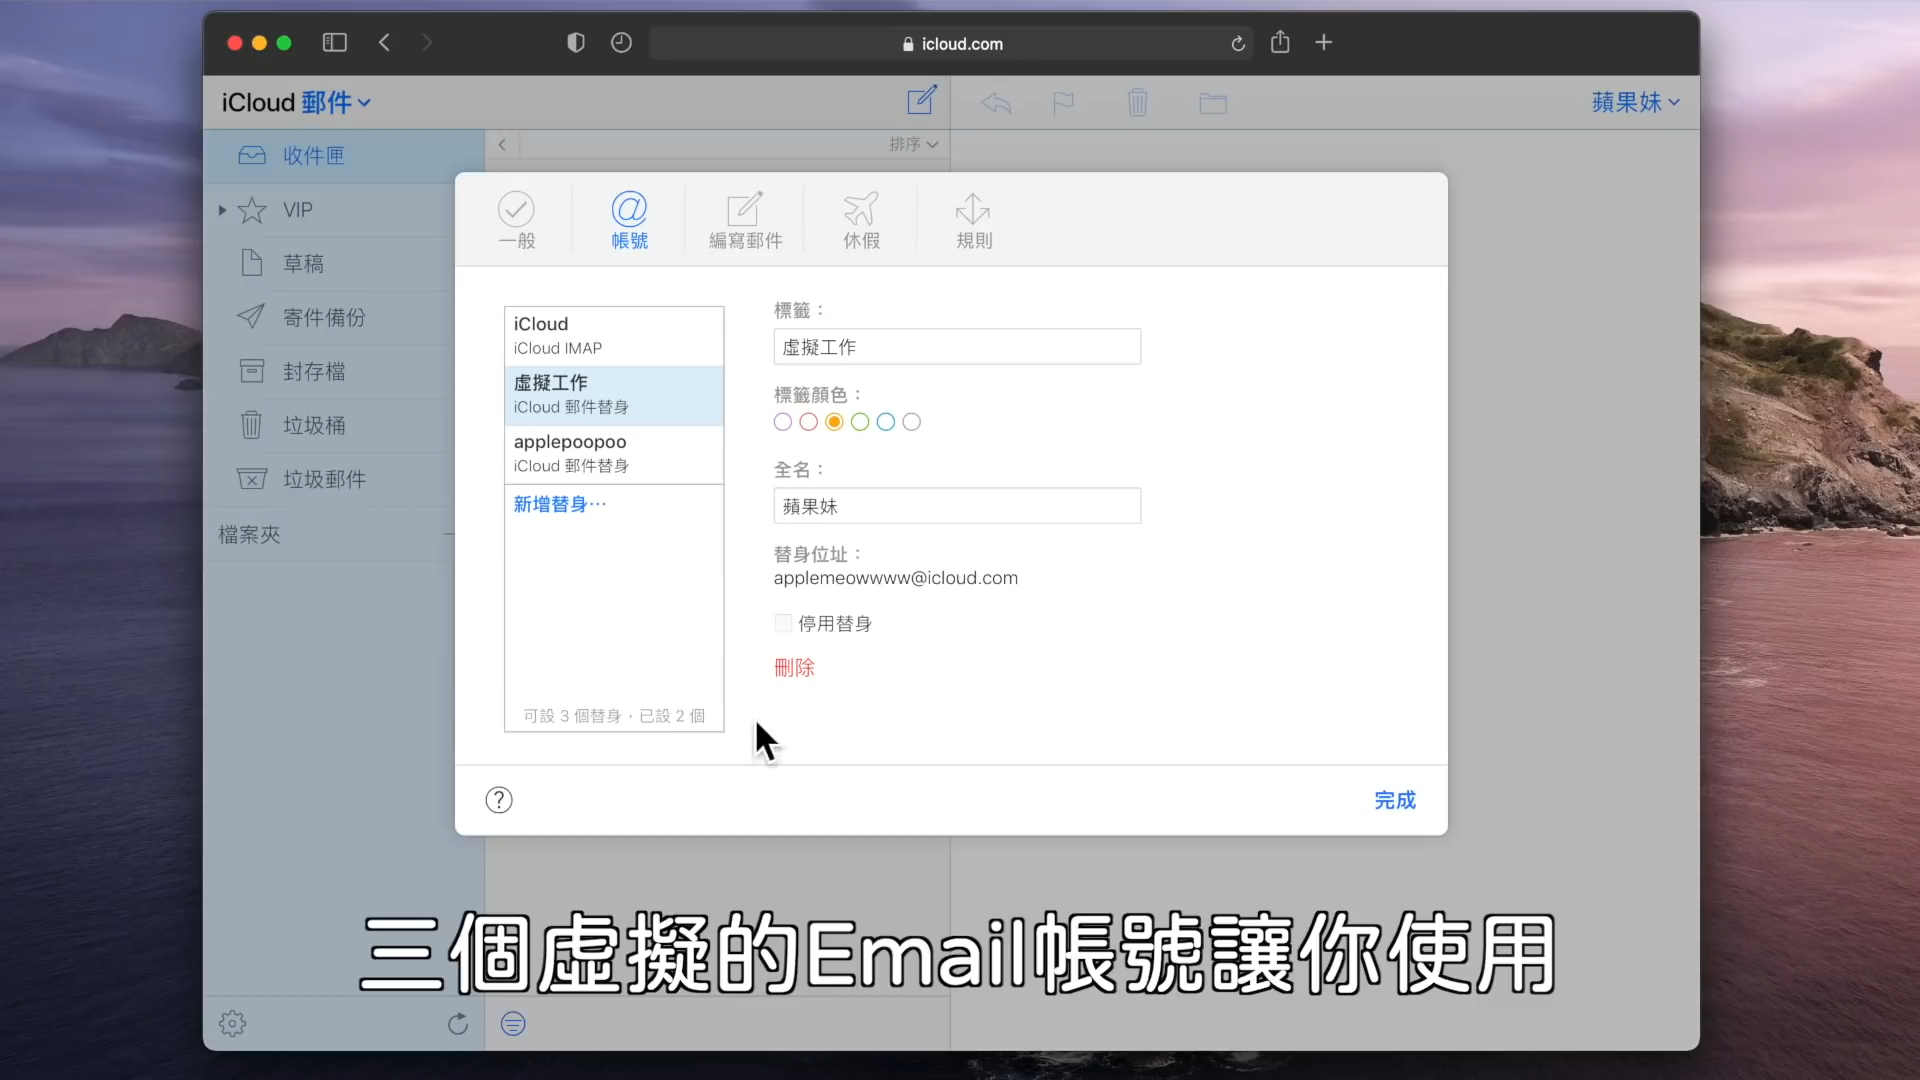 icloud.com
iCloud 郵件
蘋果妹
收件匣
排序
VIP
草稿
寄件備份
封存檔
垃圾桶
垃圾郵件
檔案夾
一般
帳號
編寫郵件
休假
規則
iCloud
iCloud IMAP
虛擬工作
iCloud 郵件替身
applepoopoo
iCloud 郵件替身
新增替身…
可設 3 個替身，已設 2 個
標籤：
虛擬工作
標籤顏色：
全名：
蘋果妹
替身位址：
applemeowwww@icloud.com
停用替身
刪除
?
完成
三個虛擬的Email帳號讓你使用